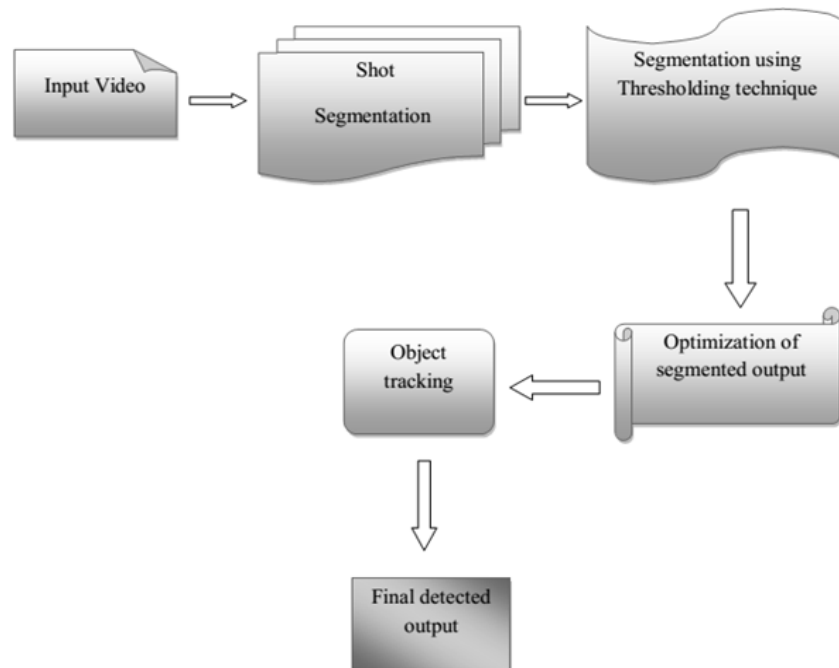 Input Video
Shot
Segmentation
Segmentation using
Thresholding technique
Optimization of
segmented output
Object
tracking
Final detected
output